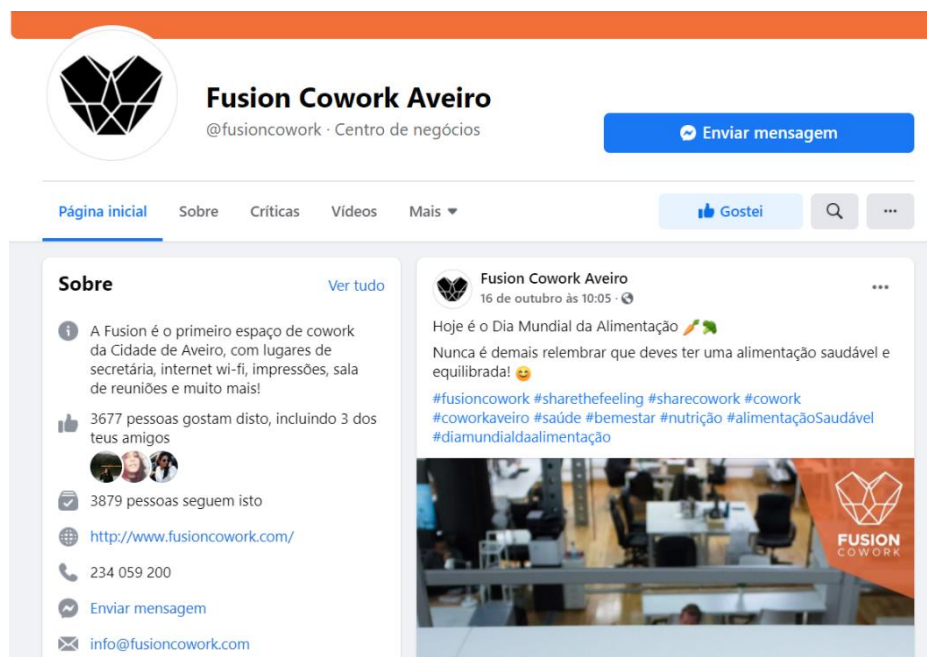 Fusion Cowork Aveiro
@fusioncowork · Centro de negócios
Enviar mensagem
Página inicial
Sobre
Críticas
Vídeos
Mais
Gostei
Sobre
Ver tudo
A Fusion é o primeiro espaço de cowork
da Cidade de Aveiro, com lugares de
secretária, internet wi-fi, impressões, sala
de reuniões e muito mais!
3677 pessoas gostam disto, incluindo 3 dos
teus amigos
3879 pessoas seguem isto
http://www.fusioncowork.com/
234 059 200
Enviar mensagem
info@fusioncowork.com
Fusion Cowork Aveiro
16 de outubro às 10:05 ·
Hoje é o Dia Mundial da Alimentação 🥕🥦
Nunca é demais relembrar que deves ter uma alimentação saudável e
equilibrada! 😊
#fusioncowork #sharethefeeling #sharecowork #cowork
#coworkaveiro #saúde #bemestar #nutrição #alimentaçãoSaudável
#diamundialdaalimentação
FUSION
COWORK